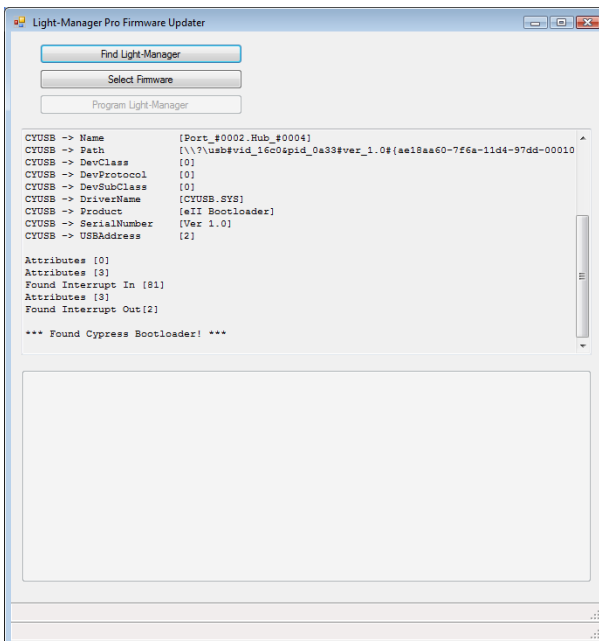 Light-Manager Pro Firmware Updater
Find Light-Manager
Select Firmware
Program Light-Manager
CYUSB -> Name [Port_#0002.Hub_#0004]
CYUSB -> Path [\\?\usb#vid_16c0&pid_0a33#ver_1.0#{ae18aa60-7f6a-11d4-97dd-00010
CYUSB -> DevClass [0]
CYUSB -> DevProtocol [0]
CYUSB -> DevSubClass [0]
CYUSB -> DriverName [CYUSB.SYS]
CYUSB -> Product [eII Bootloader]
CYUSB -> SerialNumber [Ver 1.0]
CYUSB -> USBAddress [2]
Attributes [0]
Attributes [3]
Found Interrupt In [81]
Attributes [3]
Found Interrupt Out[2]
*** Found Cypress Bootloader! ***